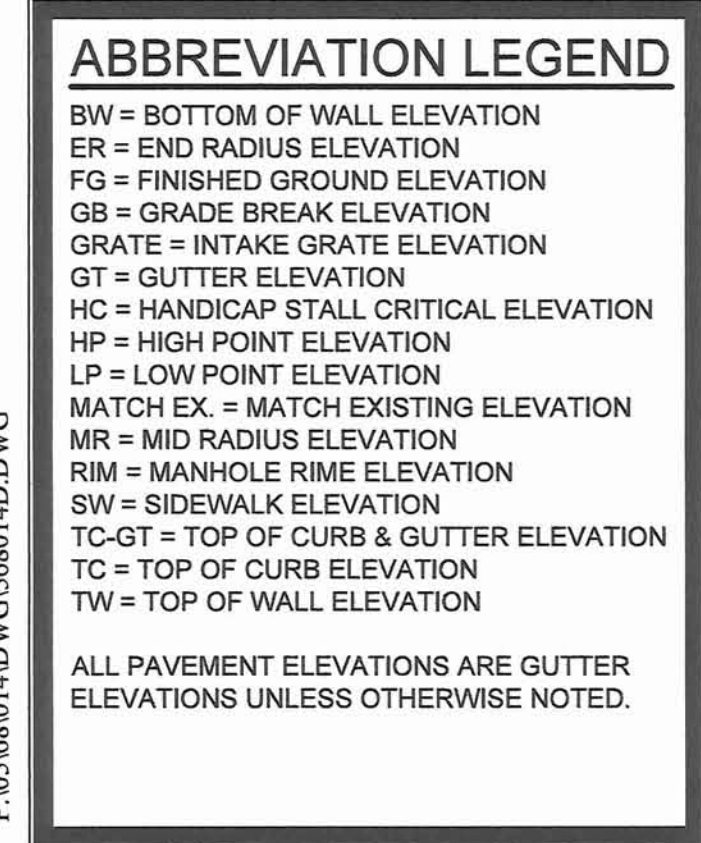 ABBREVIATION LEGEND
BW = BOTTOM OF WALL ELEVATION
ER = END RADIUS ELEVATION
FG = FINISHED GROUND ELEVATION
GB = GRADE BREAK ELEVATION
GRATE = INTAKE GRATE ELEVATION
GT = GUTTER ELEVATION
HC = HANDICAP STALL CRITICAL ELEVATION
HP = HIGH POINT ELEVATION
LP = LOW POINT ELEVATION
MATCH EX. = MATCH EXISTING ELEVATION
MR = MID RADIUS ELEVATION
RIM = MANHOLE RIME ELEVATION
SW = SIDEWALK ELEVATION
TC-GT = TOP OF CURB & GUTTER ELEVATION
TC = TOP OF CURB ELEVATION
TW = TOP OF WALL ELEVATION
ALL PAVEMENT ELEVATIONS ARE GUTTER
ELEVATIONS UNLESS OTHERWISE NOTED.